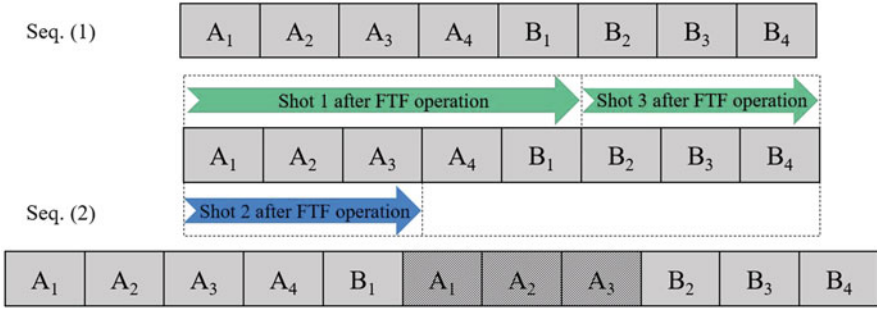 Seq. (1) A₁ A₂ A₃ A₄ B₁ B₂ B₃ B₄
Shot 1 after FTF operation Shot 3 after FTF operation
A₁ A₂ A₃ A₄ B₁ B₂ B₃ B₄
Seq. (2) Shot 2 after FTF operation
A₁ A₂ A₃ A₄ B₁ A₁ A₂ A₃ B₂ B₃ B₄